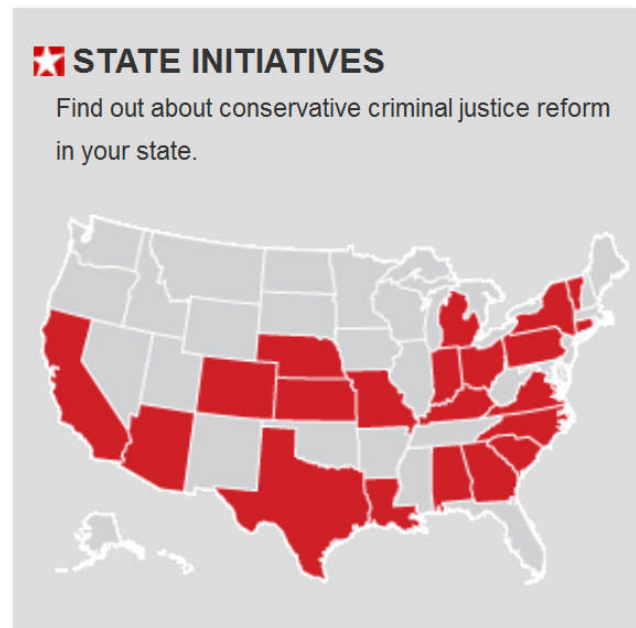 STATE INITIATIVES
Find out about conservative criminal justice reform
in your state.